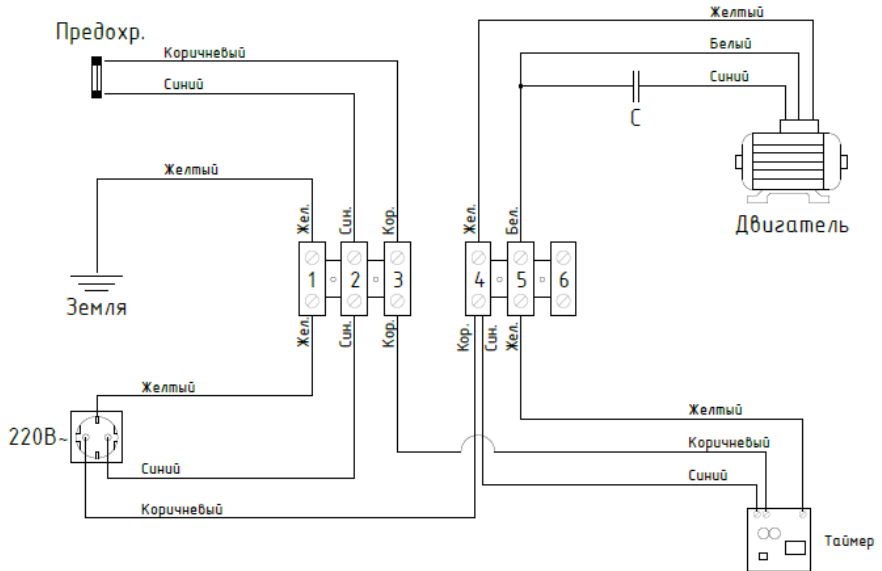 Желтый
Предохр.
Коричневый
Белый
Синий
Синий
С
Желтый
Двигатель
Жел.
Син.
Кор.
Жел.
Бел.
1
2
3
4
5
6
Земля
Жел.
Син.
Кор.
Кор.
Син.
Жел.
Желтый
220В~
Желтый
Коричневый
Синий
Синий
Коричневый
Таймер